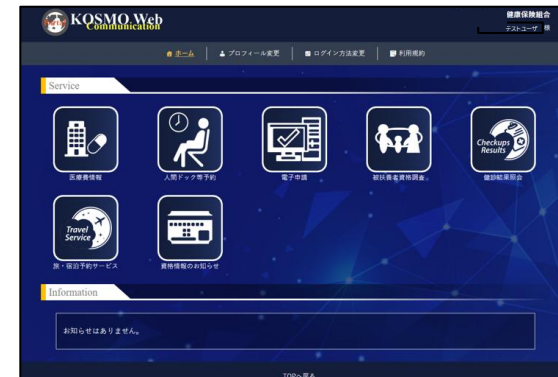 KOSMO Web
Communication
健康保険組合
テストユーザ 様
ホーム
プロフィール変更
ログイン方法変更
利用規約
Service
医療費情報
人間ドック等予約
電子申請
被扶養者資格調査
Checkups
Results
健診結果照会
Travel
Service
旅・宿泊予約サービス
資格情報のお知らせ
Information
お知らせはありません。
TOPへ戻る